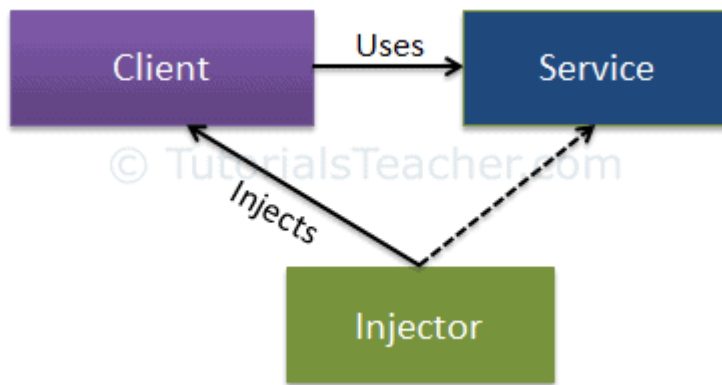 Uses
Client
Service
© TutorialsTeacher.com
Injects
Injector